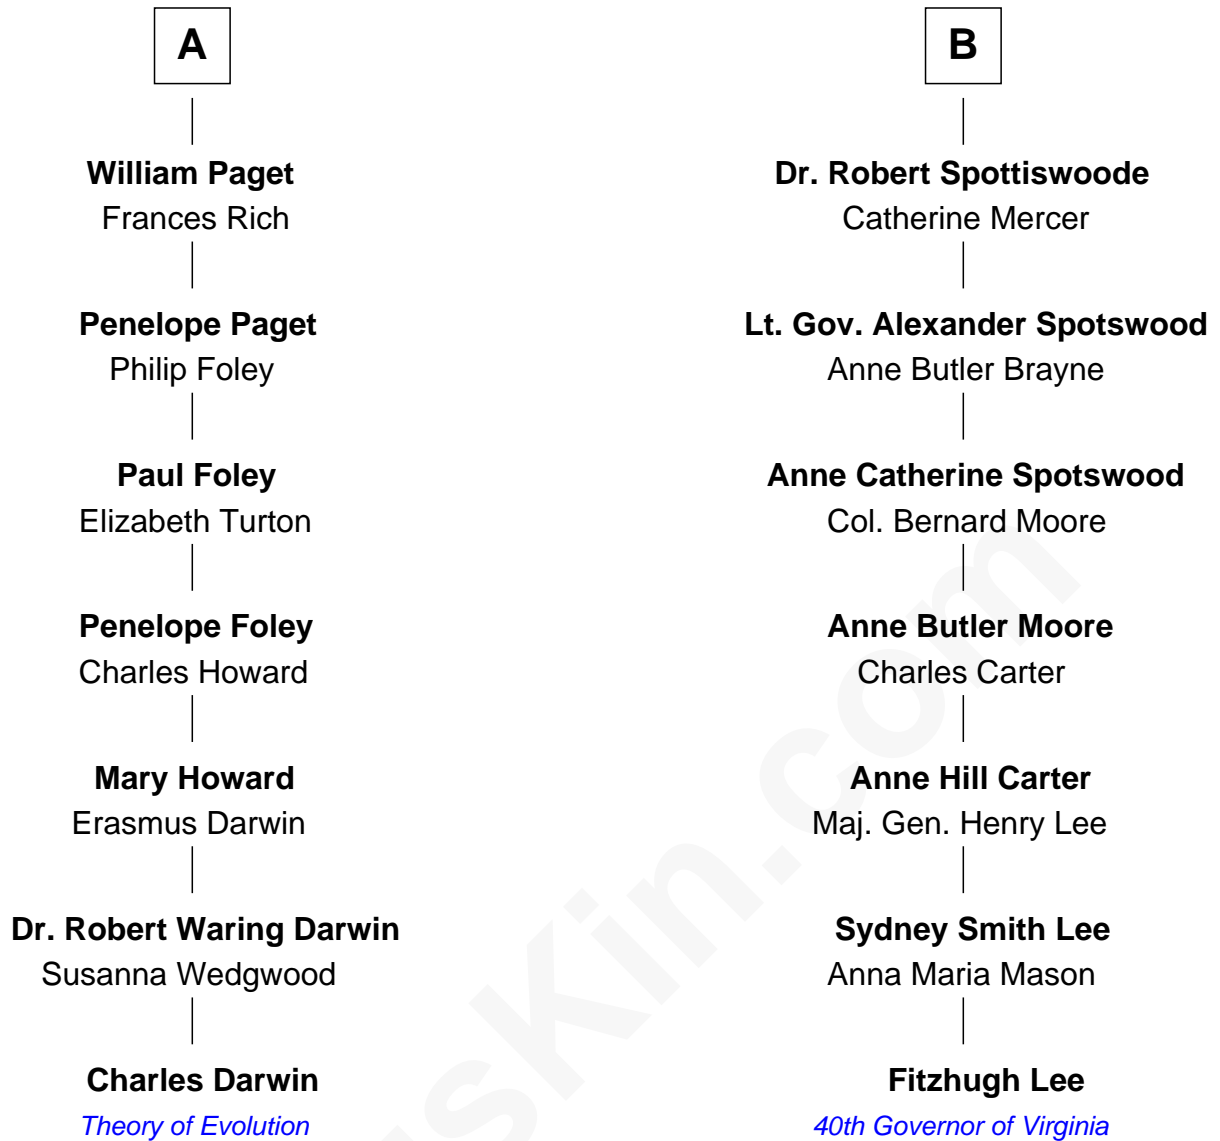 A
William Paget
Frances Rich
Penelope Paget
Philip Foley
Paul Foley
Elizabeth Turton
Penelope Foley
Charles Howard
Mary Howard
Erasmus Darwin
Dr. Robert Waring Darwin
Susanna Wedgwood
Charles Darwin
Theory of Evolution
B
Dr. Robert Spottiswoode
Catherine Mercer
Lt. Gov. Alexander Spotswood
Anne Butler Brayne
Anne Catherine Spotswood
Col. Bernard Moore
Anne Butler Moore
Charles Carter
Anne Hill Carter
Maj. Gen. Henry Lee
Sydney Smith Lee
Anna Maria Mason
Fitzhugh Lee
40th Governor of Virginia
usKin.com